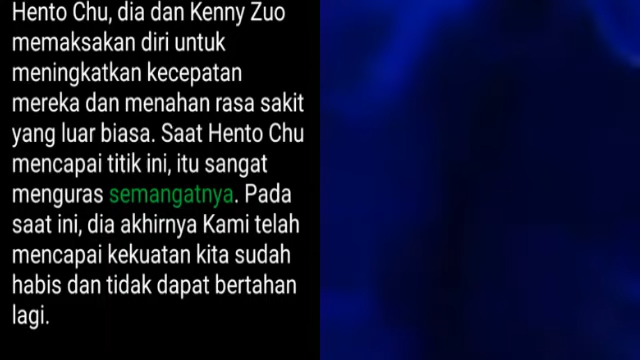 Hento Chu, dia dan Kenny Zuo
memaksakan diri untuk
meningkatkan kecepatan
mereka dan menahan rasa sakit
yang luar biasa. Saat Hento Chu
mencapai titik ini, itu sangat
menguras semangatnya. Pada
saat ini, dia akhirnya Kami telah
mencapai kekuatan kita sudah
habis dan tidak dapat bertahan
lagi.